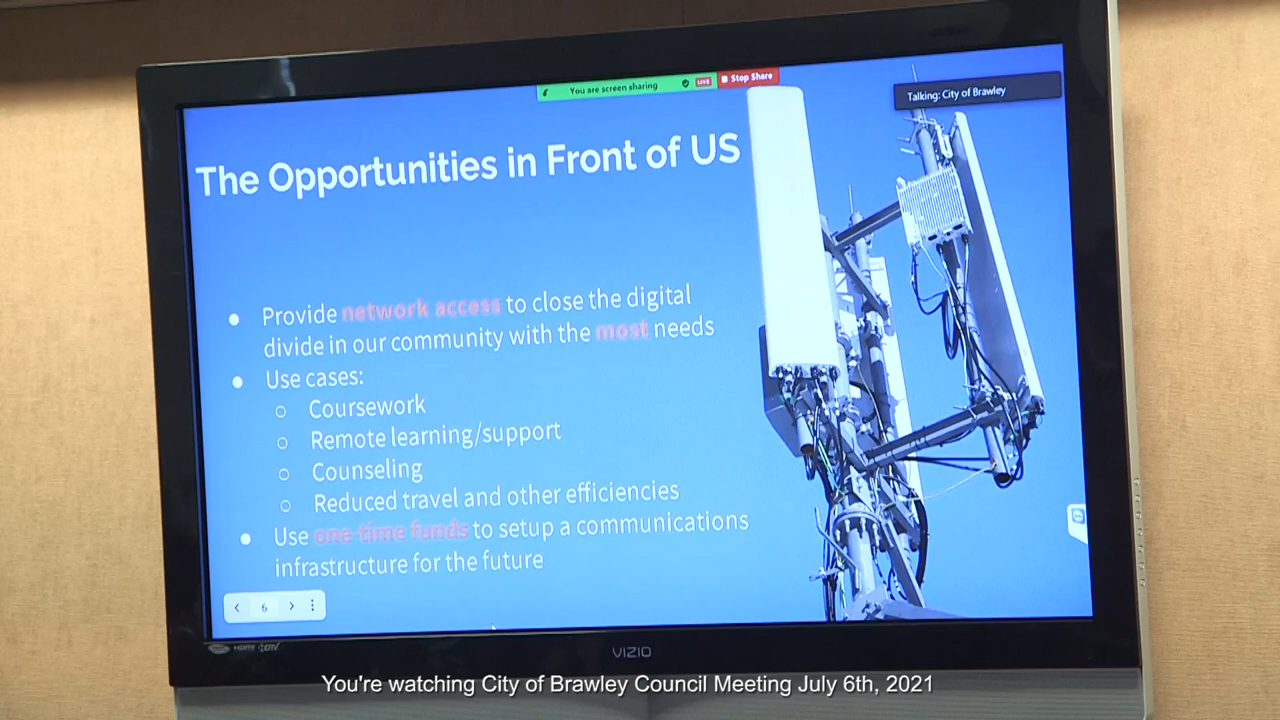 You are screen sharing
LIVE
Stop Share
Talking: City of Brawley
The Opportunities in Front of US
● Provide network access to close the digital
divide in our community with the most needs
● Use cases:
○ Coursework
○ Remote learning/support
○ Counseling
○ Reduced travel and other efficiencies
● Use one-time funds to setup a communications
infrastructure for the future
6
HDMI
VIZIO
You're watching City of Brawley Council Meeting July 6th, 2021